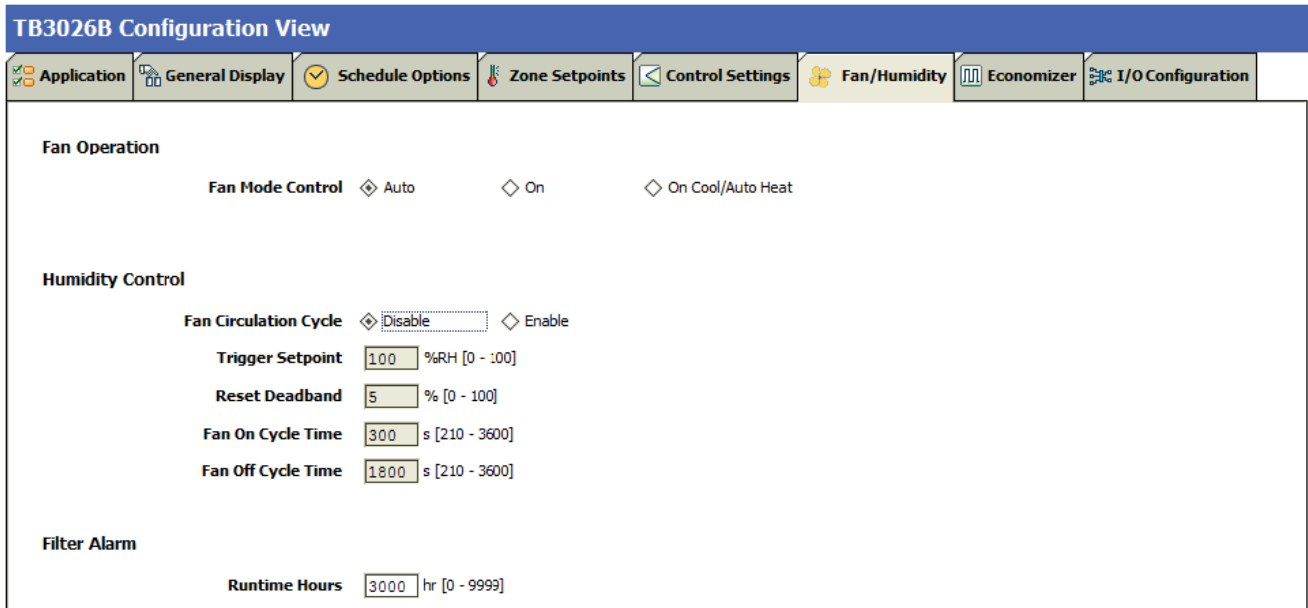 TB3026B Configuration View
Application General Display Schedule Options Zone Setpoints Control Settings Fan/Humidity Economizer I/O Configuration
Fan Operation
Fan Mode Control Auto On On Cool/Auto Heat
Humidity Control
Fan Circulation Cycle Disable Enable
Trigger Setpoint 100 %RH [0 - 100]
Reset Deadband 5 % [0 - 100]
Fan On Cycle Time 300 s [210 - 3600]
Fan Off Cycle Time 1800 s [210 - 3600]
Filter Alarm
Runtime Hours 3000 hr [0 - 9999]